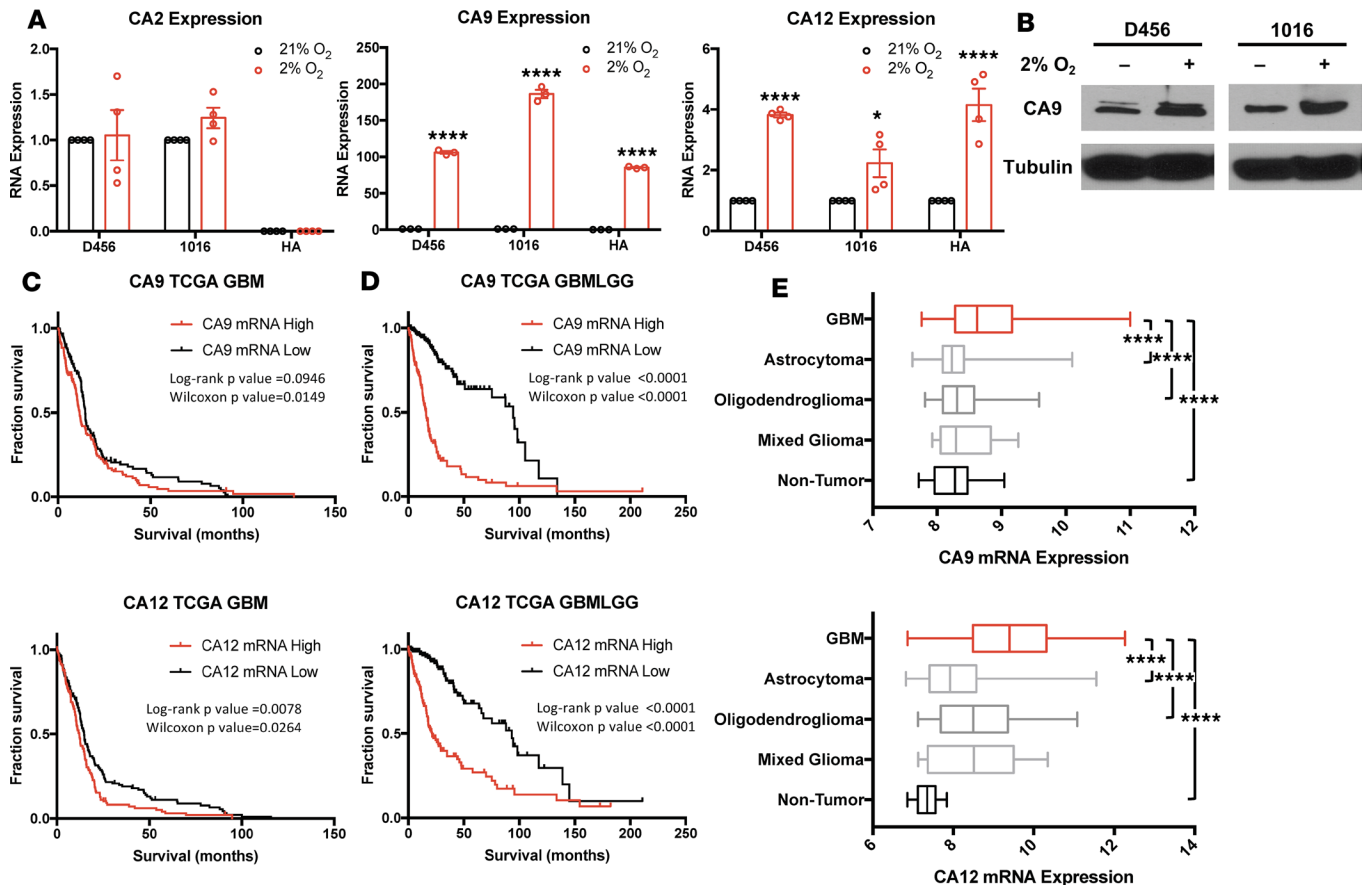 A
CA2 Expression
21% O2
2% O2
RNA Expression
2.0
1.5
1.0
0.5
0.0
D456
1016
HA
CA9 Expression
21% O2
2% O2
RNA Expression
250
200
150
100
50
0
****
****
****
D456
1016
HA
CA12 Expression
21% O2
2% O2
RNA Expression
6
4
2
0
****
*
****
D456
1016
HA
B
D456
1016
2% O2
–
+
–
+
CA9
Tubulin
C
CA9 TCGA GBM
CA9 mRNA High
CA9 mRNA Low
Log-rank p value =0.0946
Wilcoxon p value=0.0149
Fraction survival
1.0
0.5
0.0
0
50
100
150
Survival (months)
CA12 TCGA GBM
CA12 mRNA High
CA12 mRNA Low
Log-rank p value =0.0078
Wilcoxon p value=0.0264
Fraction survival
1.0
0.5
0.0
0
50
100
150
Survival (months)
D
CA9 TCGA GBMLGG
CA9 mRNA High
CA9 mRNA Low
Log-rank p value <0.0001
Wilcoxon p value <0.0001
Fraction survival
1.0
0.5
0.0
0
50
100
150
200
250
Survival (months)
CA12 TCGA GBMLGG
CA12 mRNA High
CA12 mRNA Low
Log-rank p value <0.0001
Wilcoxon p value <0.0001
Fraction survival
1.0
0.5
0.0
0
50
100
150
200
250
Survival (months)
E
GBM
Astrocytoma
Oligodendroglioma
Mixed Glioma
Non-Tumor
****
****
****
7
8
9
10
11
12
CA9 mRNA Expression
GBM
Astrocytoma
Oligodendroglioma
Mixed Glioma
Non-Tumor
****
****
****
6
8
10
12
14
CA12 mRNA Expression